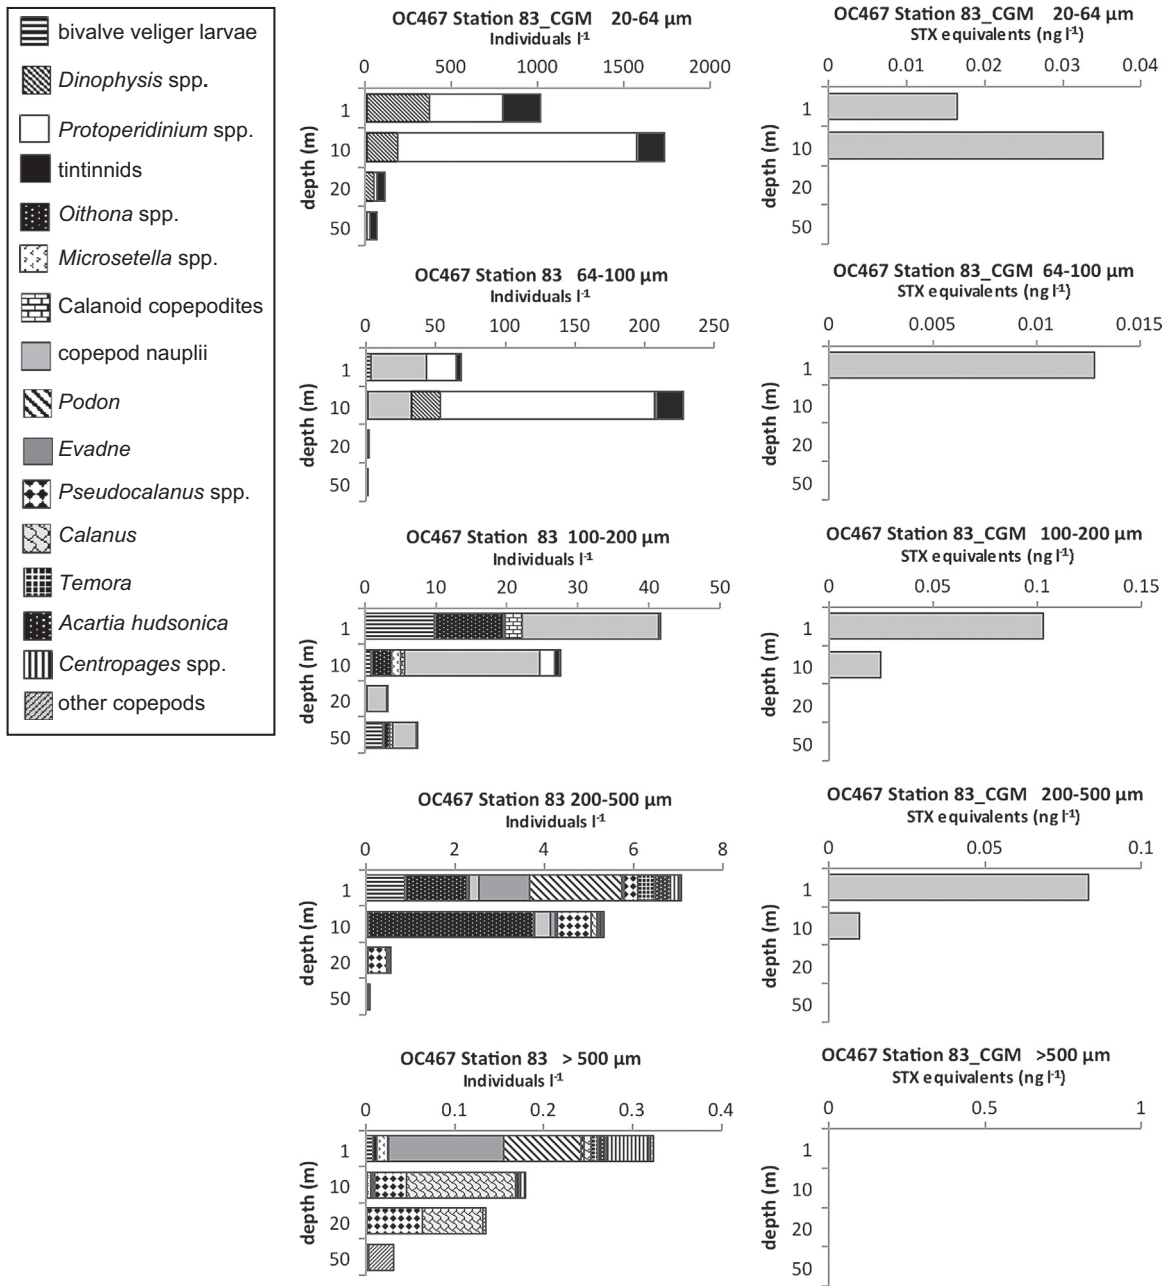 bivalve veliger larvae
Dinophysis spp.
Protoperidinium spp.
tintinnids
Oithona spp.
Microsetella spp.
Calanoid copepodites
copepod nauplii
Podon
Evadne
Pseudocalanus spp.
Calanus
Temora
Acartia hudsonica
Centropages spp.
other copepods
OC467 Station 83_CGM 20-64 µm
Individuals l-1
0 500 1000 1500 2000
depth (m)
1
10
20
50
OC467 Station 83_CGM 20-64 µm
STX equivalents (ng l-1)
0 0.01 0.02 0.03 0.04
depth (m)
1
10
20
50
OC467 Station 83 64-100 µm
Individuals l-1
0 50 100 150 200 250
depth (m)
1
10
20
50
OC467 Station 83_CGM 64-100 µm
STX equivalents (ng l-1)
0 0.005 0.01 0.015
depth (m)
1
10
20
50
OC467 Station 83 100-200 µm
Individuals l-1
0 10 20 30 40 50
depth (m)
1
10
20
50
OC467 Station 83_CGM 100-200 µm
STX equivalents (ng l-1)
0 0.05 0.1 0.15
depth (m)
1
10
20
50
OC467 Station 83 200-500 µm
Individuals l-1
0 2 4 6 8
depth (m)
1
10
20
50
OC467 Station 83_CGM 200-500 µm
STX equivalents (ng l-1)
0 0.05 0.1
depth (m)
1
10
20
50
OC467 Station 83 > 500 µm
Individuals l-1
0 0.1 0.2 0.3 0.4
depth (m)
1
10
20
50
OC467 Station 83_CGM >500 µm
STX equivalents (ng l-1)
0 0.5 1
depth (m)
1
10
20
50